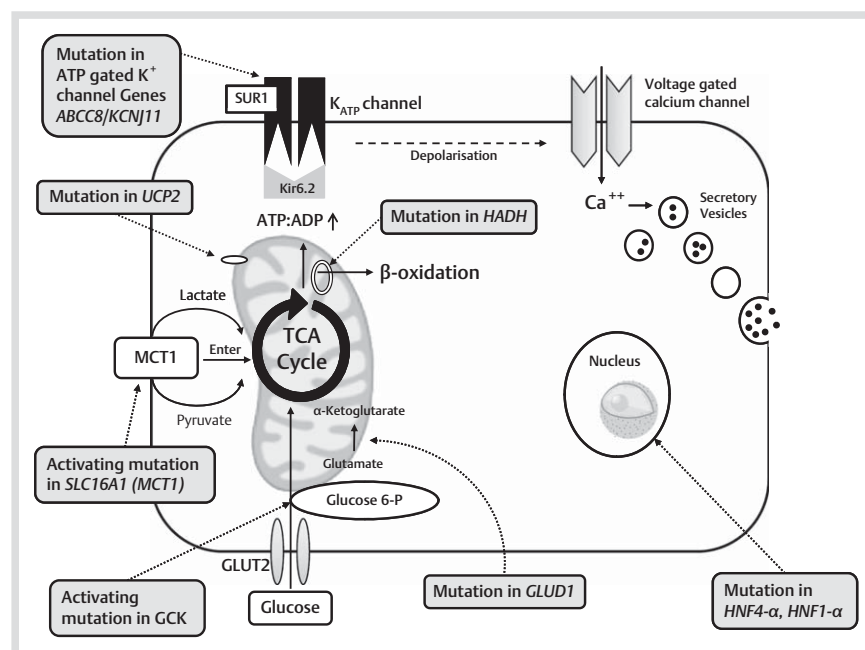 Mutation in
ATP gated K+
channel Genes
ABCC8/KCNJ11
SUR1
KATP channel
Voltage gated
calcium channel
Depolarisation
Kir6.2
Mutation in UCP2
ATP:ADP ↑
Mutation in HADH
Ca++
Secretory
Vesicles
β-oxidation
Lactate
TCA
Cycle
MCT1
Enter
Nucleus
Pyruvate
α-Ketoglutarate
Glutamate
Activating mutation
in SLC16A1 (MCT1)
Glucose 6-P
GLUT2
Activating
mutation in GCK
Glucose
Mutation in GLUD1
Mutation in
HNF4-α, HNF1-α